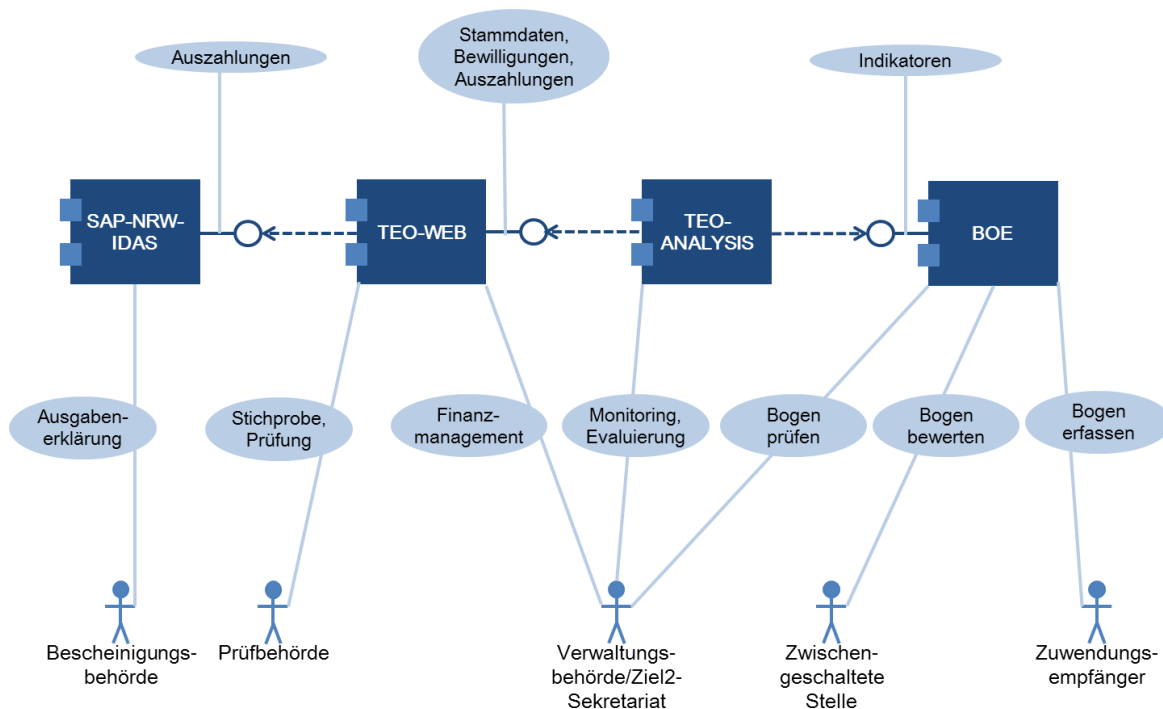 Auszahlungen
Stammdaten,
Bewilligungen,
Auszahlungen
Indikatoren
SAP-NRW-
IDAS
TEO-WEB
TEO-
ANALYSIS
BOE
Ausgaben-
erklärung
Stichprobe,
Prüfung
Finanz-
management
Monitoring,
Evaluierung
Bogen
prüfen
Bogen
bewerten
Bogen
erfassen
Bescheinigungs-
behörde
Prüfbehörde
Verwaltungs-
behörde/Ziel2-
Sekretariat
Zwischen-
geschaltete
Stelle
Zuwendungs-
empfänger